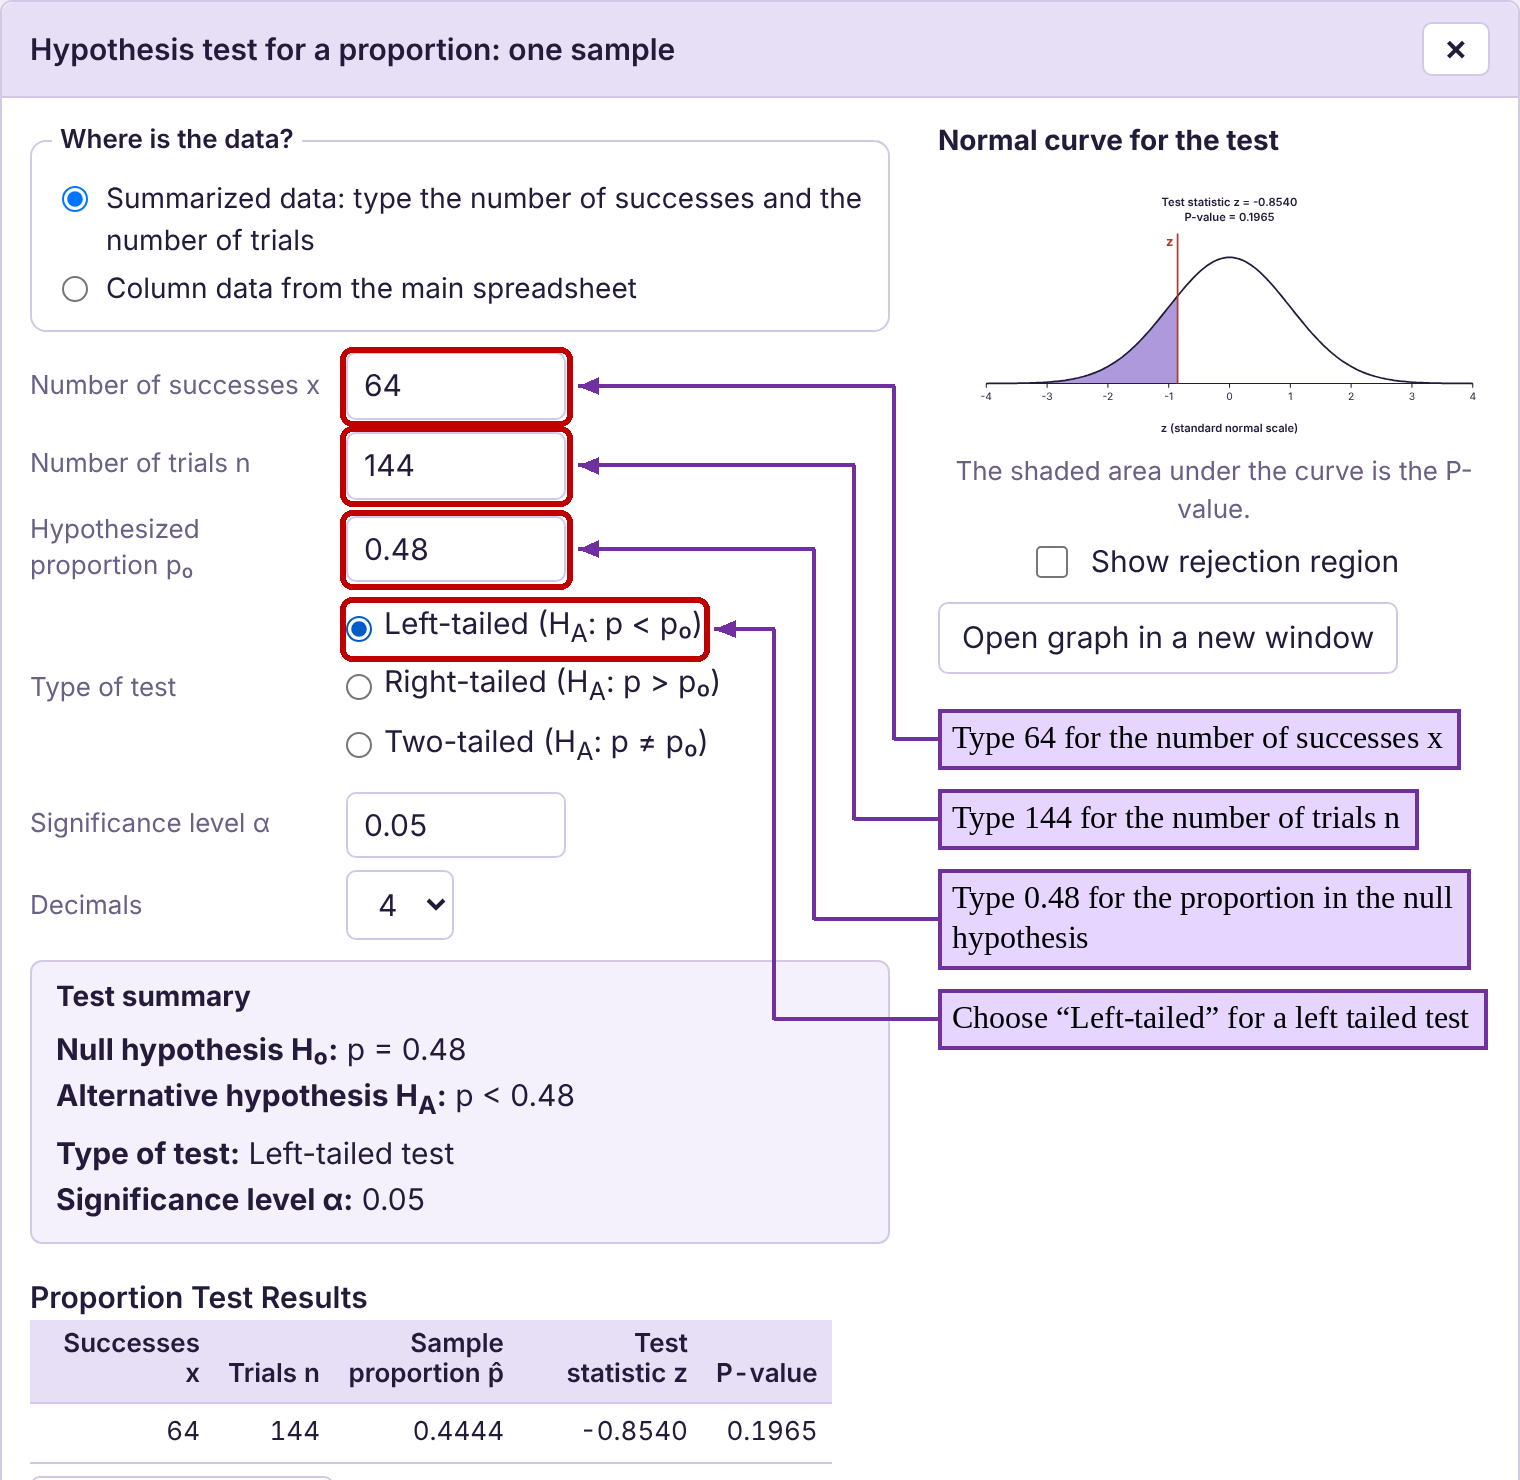 Hypothesis test for a proportion: one sample
×
Where is the data?
Summarized data: type the number of successes and the
number of trials
Column data from the main spreadsheet
Number of successes x
64
Number of trials n
144
Hypothesized
proportion p₀
0.48
Type of test
Left-tailed (H_A: p < p₀)
Right-tailed (H_A: p > p₀)
Two-tailed (H_A: p ≠ p₀)
Significance level α
0.05
Decimals
4
Test summary
Null hypothesis H₀: p = 0.48
Alternative hypothesis H_A: p < 0.48
Type of test: Left-tailed test
Significance level α: 0.05
Normal curve for the test
Test statistic z = -0.8540
P-value = 0.1965
z
-4 -3 -2 -1 0 1 2 3 4
z (standard normal scale)
The shaded area under the curve is the P-
value.
Show rejection region
Open graph in a new window
Type 64 for the number of successes x
Type 144 for the number of trials n
Type 0.48 for the proportion in the null
hypothesis
Choose “Left-tailed” for a left tailed test
Proportion Test Results
Successes Sample Test
x Trials n proportion p̂ statistic z P-value
64 144 0.4444 -0.8540 0.1965